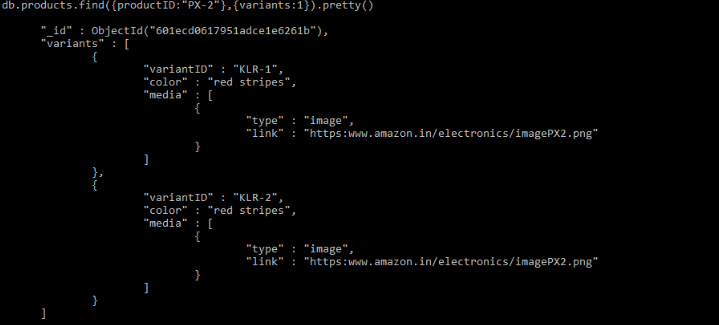 db.products.find({productID:"PX-2"},{variants:1}).pretty()
"_id" : ObjectId("601ecd0617951adce1e6261b"),
"variants" : [
{
"variantID" : "KLR-1",
"color" : "red stripes",
"media" : [
{
"type" : "image",
"link" : "https:www.amazon.in/electronics/imagePX2.png"
}
]
},
{
"variantID" : "KLR-2",
"color" : "red stripes",
"media" : [
{
"type" : "image",
"link" : "https:www.amazon.in/electronics/imagePX2.png"
}
]
}
]